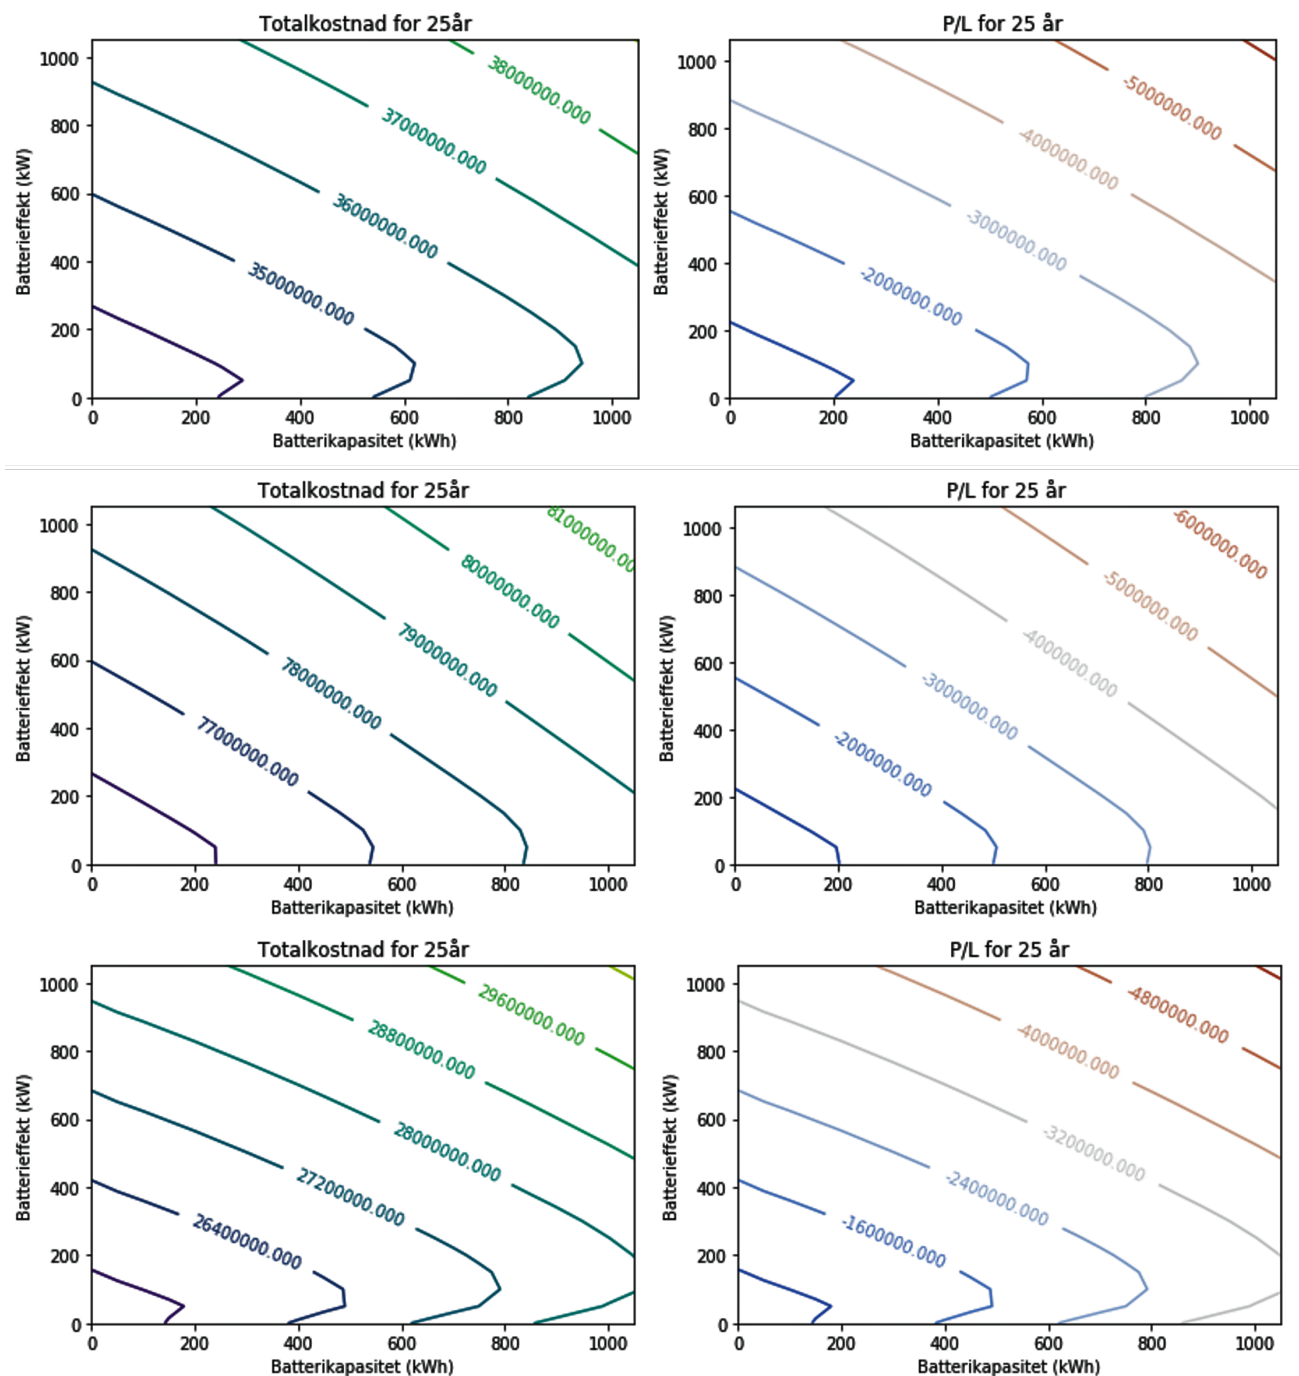 Totalkostnad for 25år
Batterieffekt (kW)
1000
800
600
400
200
0
38000000.000
37000000.000
36000000.000
35000000.000
0 200 400 600 800 1000
Batterikapasitet (kWh)
P/L for 25 år
Batterieffekt (kW)
1000
800
600
400
200
0
-5000000.000
-4000000.000
-3000000.000
-2000000.000
0 200 400 600 800 1000
Batterikapasitet (kWh)
Totalkostnad for 25år
Batterieffekt (kW)
1000
800
600
400
200
0
81000000.00
80000000.000
79000000.000
78000000.000
77000000.000
0 200 400 600 800 1000
Batterikapasitet (kWh)
P/L for 25 år
Batterieffekt (kW)
1000
800
600
400
200
0
-6000000.000
-5000000.000
-4000000.000
-3000000.000
-2000000.000
0 200 400 600 800 1000
Batterikapasitet (kWh)
Totalkostnad for 25år
Batterieffekt (kW)
1000
800
600
400
200
0
29600000.000
28800000.000
28000000.000
27200000.000
26400000.000
0 200 400 600 800 1000
Batterikapasitet (kWh)
P/L for 25 år
Batterieffekt (kW)
1000
800
600
400
200
0
-4800000.000
-4000000.000
-3200000.000
-2400000.000
-1600000.000
0 200 400 600 800 1000
Batterikapasitet (kWh)